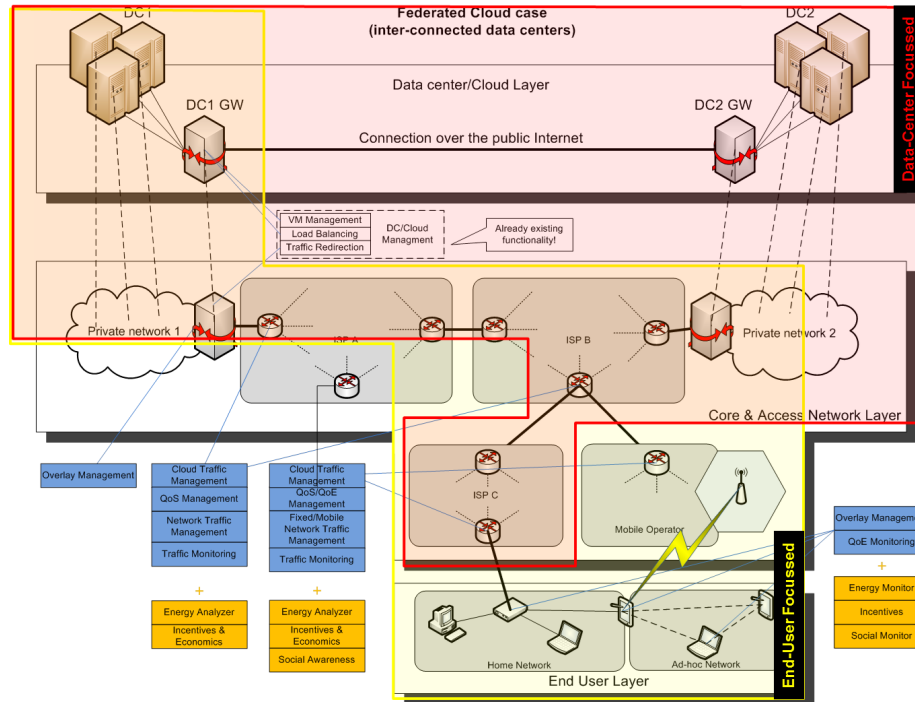 DC1
Federated Cloud case
(inter-connected data centers)
DC2
Data center/Cloud Layer
DC1 GW
DC2 GW
Connection over the public Internet
Data-Center Focussed
VM Management
Load Balancing
Traffic Redirection
DC/Cloud
Managment
Already existing
functionality!
Private network 1
ISP A
ISP B
Private network 2
Core & Access Network Layer
Overlay Management
Cloud Traffic
Management
QoS Management
Network Traffic
Management
Traffic Monitoring
+
Energy Analyzer
Incentives &
Economics
Cloud Traffic
Management
QoS/QoE
Management
Fixed/Mobile
Network Traffic
Management
Traffic Monitoring
+
Energy Analyzer
Incentives &
Economics
Social Awareness
ISP C
Mobile Operator
Overlay Management
QoE Monitoring
+
Energy Monitor
Incentives
Social Monitor
Home Network
Ad-hoc Network
End User Layer
End-User Focussed